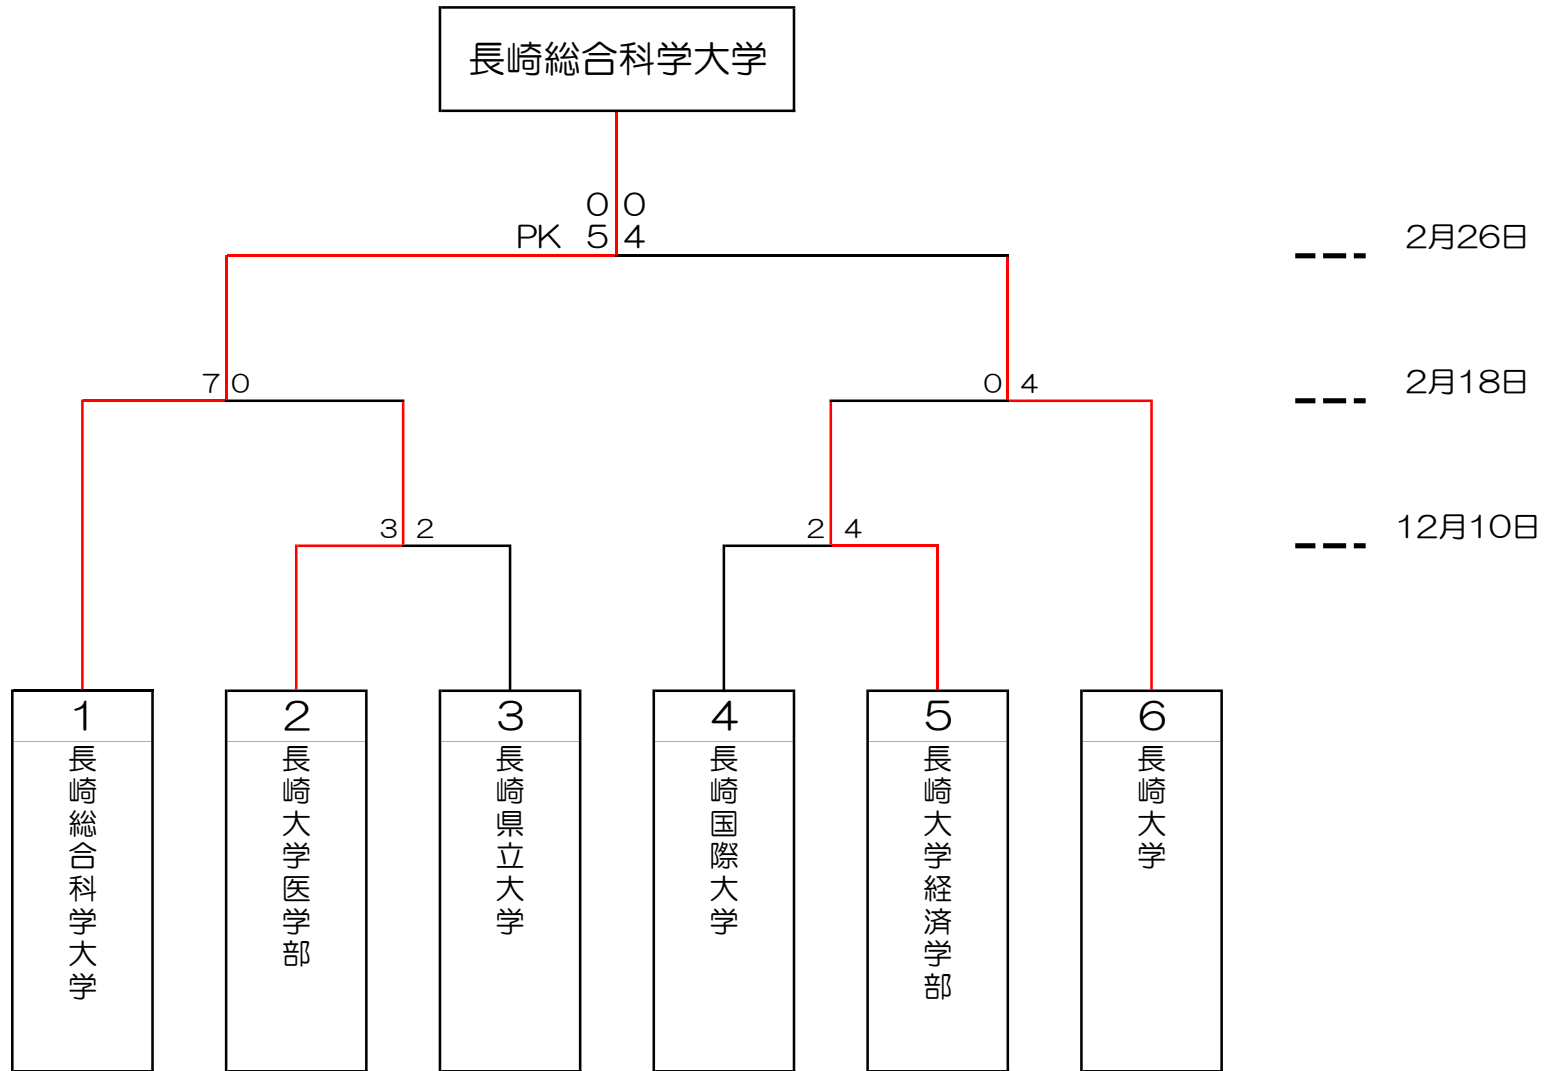 長崎総合科学大学
0 0
PK 5 4
2月26日
7 0
0 4
2月18日
3 2
2 4
12月10日
1
長崎総合科学大学
2
長崎大学医学部
3
長崎県立大学
4
長崎国際大学
5
長崎大学経済学部
6
長崎大学